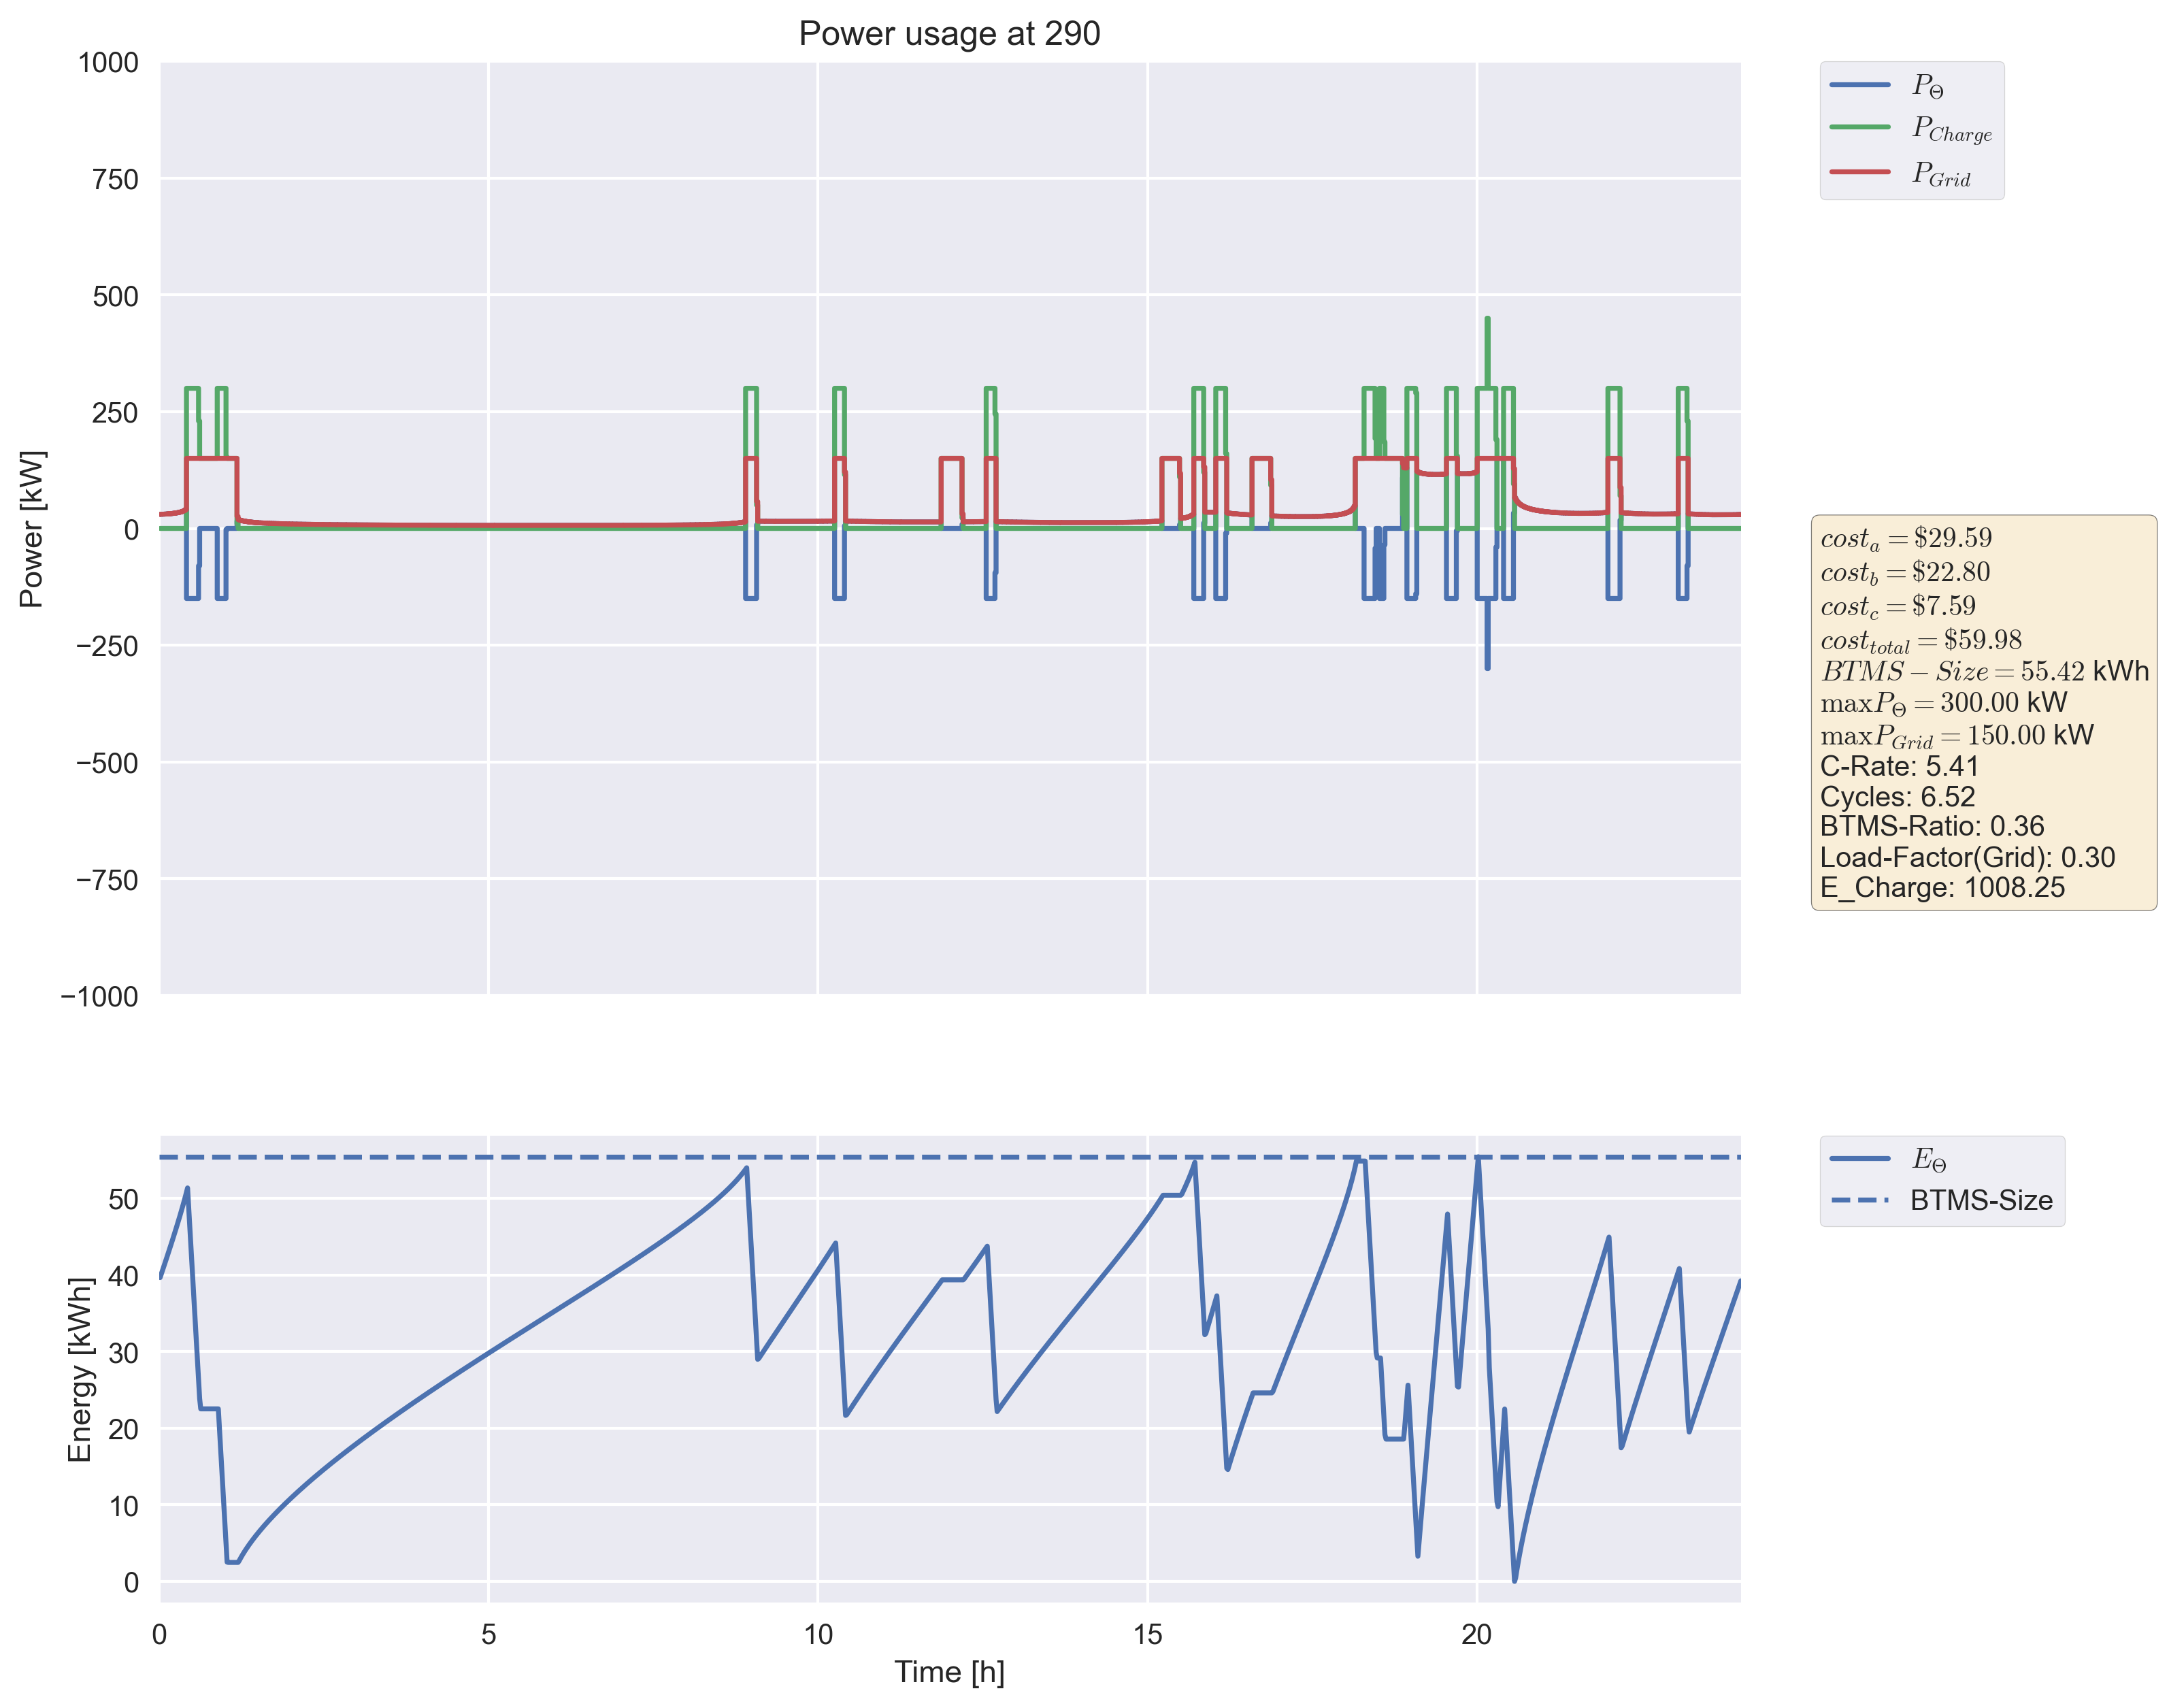 Power usage at 290
1000
750
500
250
0
−250
−500
−750
−1000
Power [kW]
P_Θ
P_Charge
P_Grid
cost_a = $29.59
cost_b = $22.80
cost_c = $7.59
cost_total = $59.98
BTMS − Size = 55.42 kWh
maxP_Θ = 300.00 kW
maxP_Grid = 150.00 kW
C-Rate: 5.41
Cycles: 6.52
BTMS-Ratio: 0.36
Load-Factor(Grid): 0.30
E_Charge: 1008.25
50
40
30
20
10
0
Energy [kWh]
E_Θ
BTMS-Size
0 5 10 15 20
Time [h]